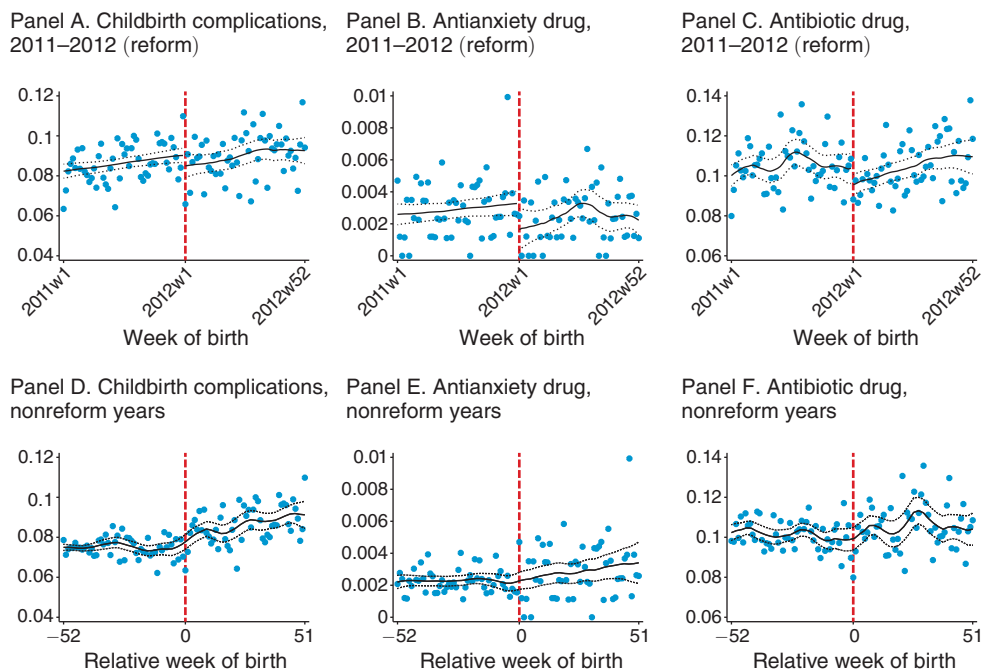 Panel A. Childbirth complications,
2011–2012 (reform)
0.12
0.1
0.08
0.06
0.04
2011w1
2012w1
2012w52
Week of birth
Panel B. Antianxiety drug,
2011–2012 (reform)
0.01
0.008
0.006
0.004
0.002
0
2011w1
2012w1
2012w52
Week of birth
Panel C. Antibiotic drug,
2011–2012 (reform)
0.14
0.12
0.1
0.08
0.06
2011w1
2012w1
2012w52
Week of birth
Panel D. Childbirth complications,
nonreform years
0.12
0.1
0.08
0.06
0.04
−52
0
51
Relative week of birth
Panel E. Antianxiety drug,
nonreform years
0.01
0.008
0.006
0.004
0.002
0
−52
0
51
Relative week of birth
Panel F. Antibiotic drug,
nonreform years
0.14
0.12
0.1
0.08
0.06
−52
0
51
Relative week of birth